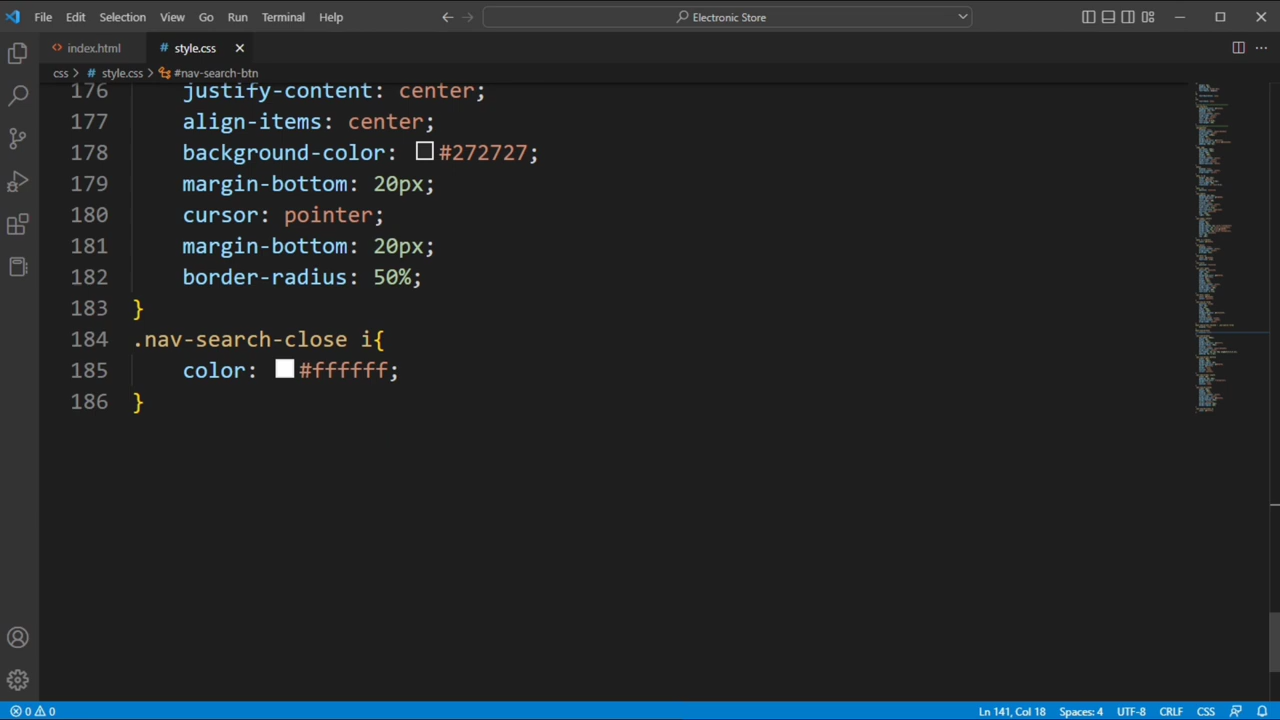 File Edit Selection View Go Run Terminal Help Electronic Store
index.html # style.css
css > # style.css > #nav-search-btn
176 justify-content: center;
177 align-items: center;
178 background-color: #272727;
179 margin-bottom: 20px;
180 cursor: pointer;
181 margin-bottom: 20px;
182 border-radius: 50%;
183 }
184 .nav-search-close i{
185 color: #ffffff;
186 }
0 0 Ln 141, Col 18 Spaces: 4 UTF-8 CRLF CSS